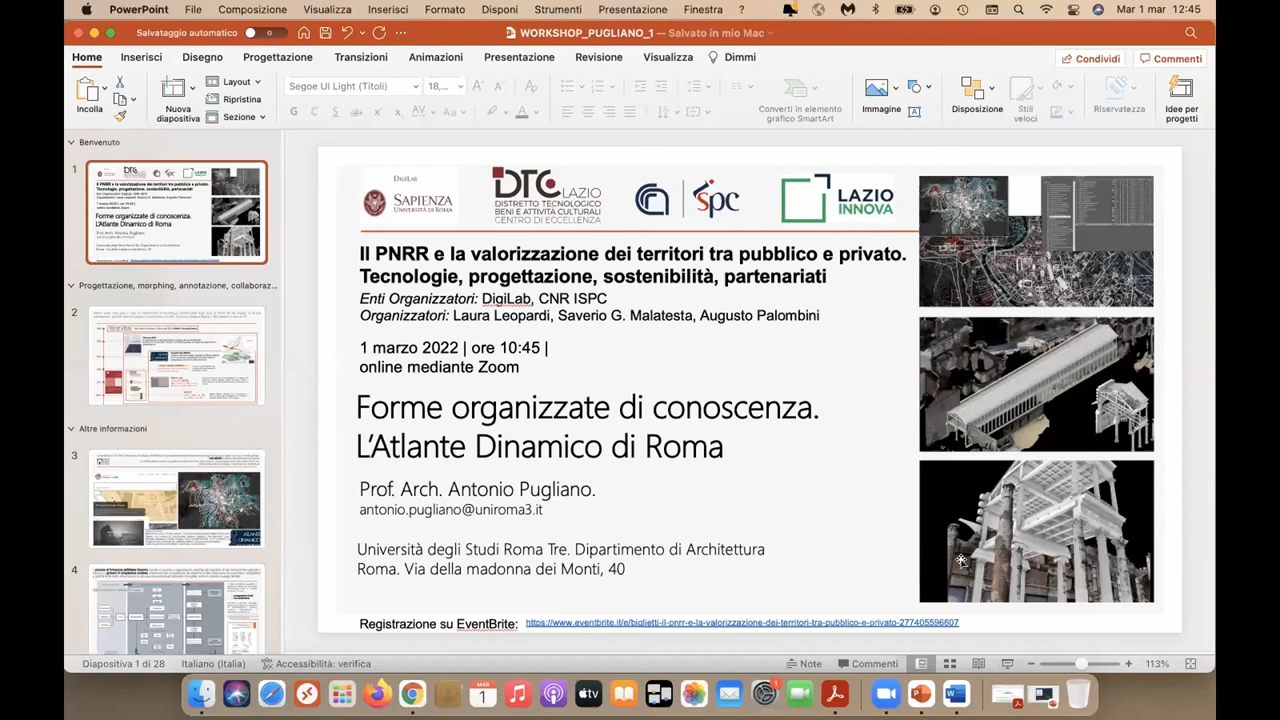 PowerPoint File Composizione Visualizza Inserisci Formato Disponi Strumenti Presentazione Finestra ? Mar 1 mar 12:45
Salvataggio automatico WORKSHOP_PUGLIANO_1 — Salvato in mio Mac
Home Inserisci Disegno Progettazione Transizioni Animazioni Presentazione Revisione Visualizza Dimmi Condividi Commenti
Incolla
Nuova diapositiva
Layout
Ripristina
Sezione
Segoe UI Light (Titoli) 18,...
Converti in elemento grafico SmartArt
Immagine
Disposizione
Stili veloci
Riservatezza
Idee per progetti
Benvenuto
1
Progettazione, morphing, annotazione, collaboraz...
2
Altre informazioni
3
4
DIGILAB
SAPIENZA
UNIVERSITÀ DI ROMA
DTC LAZIO
DISTRETTO TECNOLOGICO
BENI E ATTIVITÀ CULTURALI
CENTRO DI ECCELLENZA
ispc
LAZIO
INNOVA
Il PNRR e la valorizzazione dei territori tra pubblico e privato.
Tecnologie, progettazione, sostenibilità, partenariati
Enti Organizzatori: DigiLab, CNR ISPC
Organizzatori: Laura Leopardi, Saverio G. Malatesta, Augusto Palombini
1 marzo 2022 | ore 10:45 |
online mediante Zoom
Forme organizzate di conoscenza.
L'Atlante Dinamico di Roma
Prof. Arch. Antonio Pugliano.
antonio.pugliano@uniroma3.it
Università degli Studi Roma Tre. Dipartimento di Architettura
Roma. Via della madonna dei Monti, 40
Registrazione su EventBrite: https://www.eventbrite.it/e/biglietti-il-pnrr-e-la-valorizzazione-dei-territori-tra-pubblico-e-privato-277405596607
Diapositiva 1 di 28 Italiano (Italia) Accessibilità: verifica Note Commenti 113%